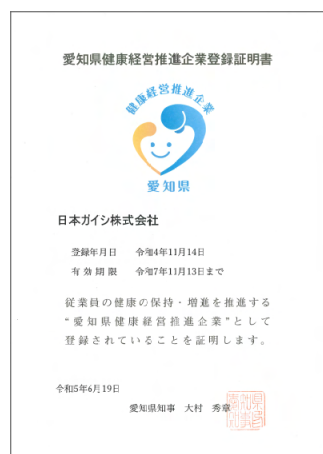 愛知県健康経営推進企業登録証明書
健康経営推進企業
愛知県
日本ガイシ株式会社
登録年月日 令和4年11月14日
有効期限 令和7年11月13日まで
従業員の健康の保持・増進を推進する
“愛知県健康経営推進企業”として
登録されていることを証明します。
令和5年6月19日
愛知県知事 大村 秀章